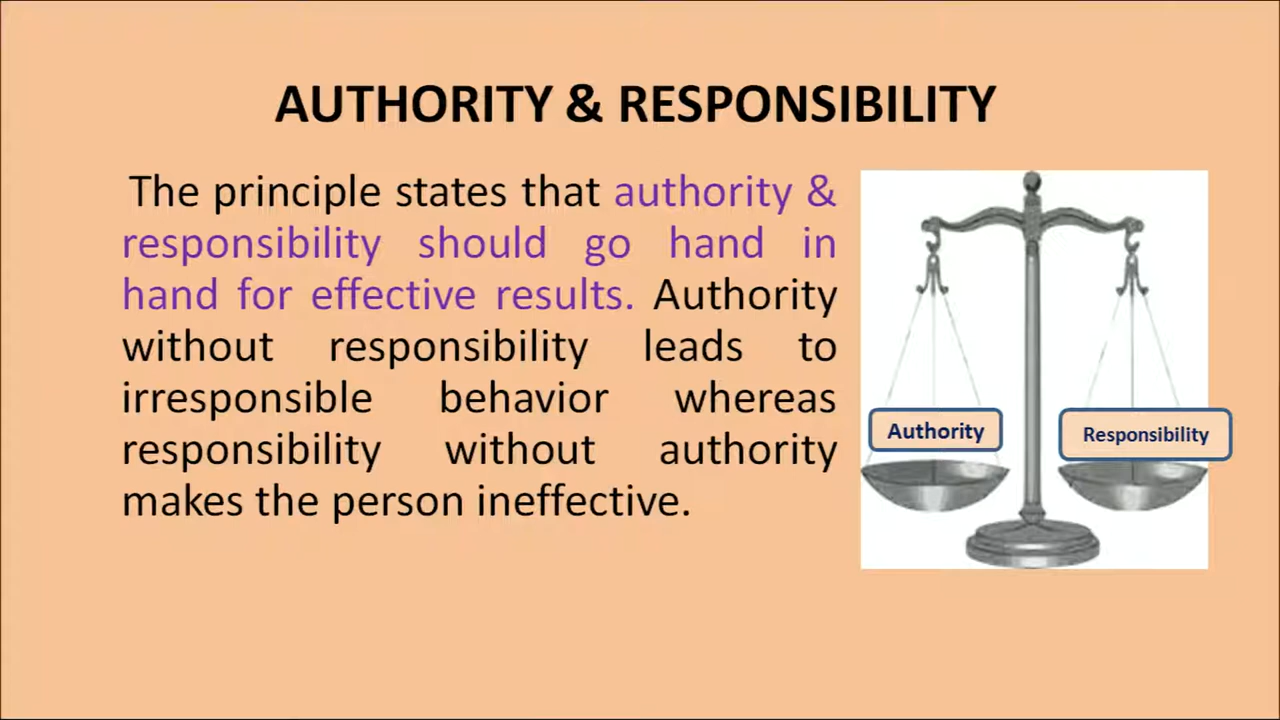 AUTHORITY & RESPONSIBILITY
The principle states that authority &
responsibility should go hand in
hand for effective results. Authority
without responsibility leads to
irresponsible behavior whereas
responsibility without authority
makes the person ineffective.
Authority
Responsibility